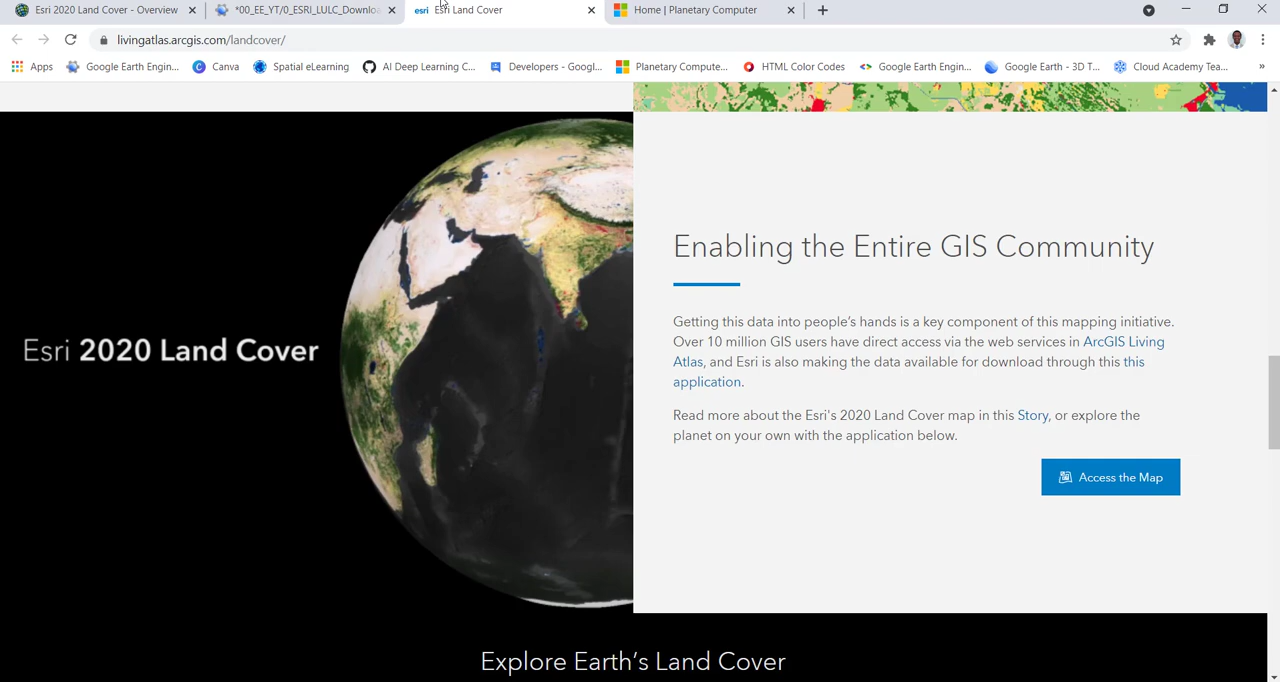 Esri 2020 Land Cover - Overview
*00_EE_YT/0_ESRI_LULC_Downloa
esri Esri Land Cover
Home | Planetary Computer
livingatlas.arcgis.com/landcover/
Apps
Google Earth Engin...
Canva
Spatial eLearning
AI Deep Learning C...
Developers - Googl...
Planetary Compute...
HTML Color Codes
Google Earth Engin...
Google Earth - 3D T...
Cloud Academy Tea...
»
Esri 2020 Land Cover
Enabling the Entire GIS Community
Getting this data into people's hands is a key component of this mapping initiative.
Over 10 million GIS users have direct access via the web services in ArcGIS Living
Atlas, and Esri is also making the data available for download through this this
application.
Read more about the Esri's 2020 Land Cover map in this Story, or explore the
planet on your own with the application below.
Access the Map
Explore Earth's Land Cover